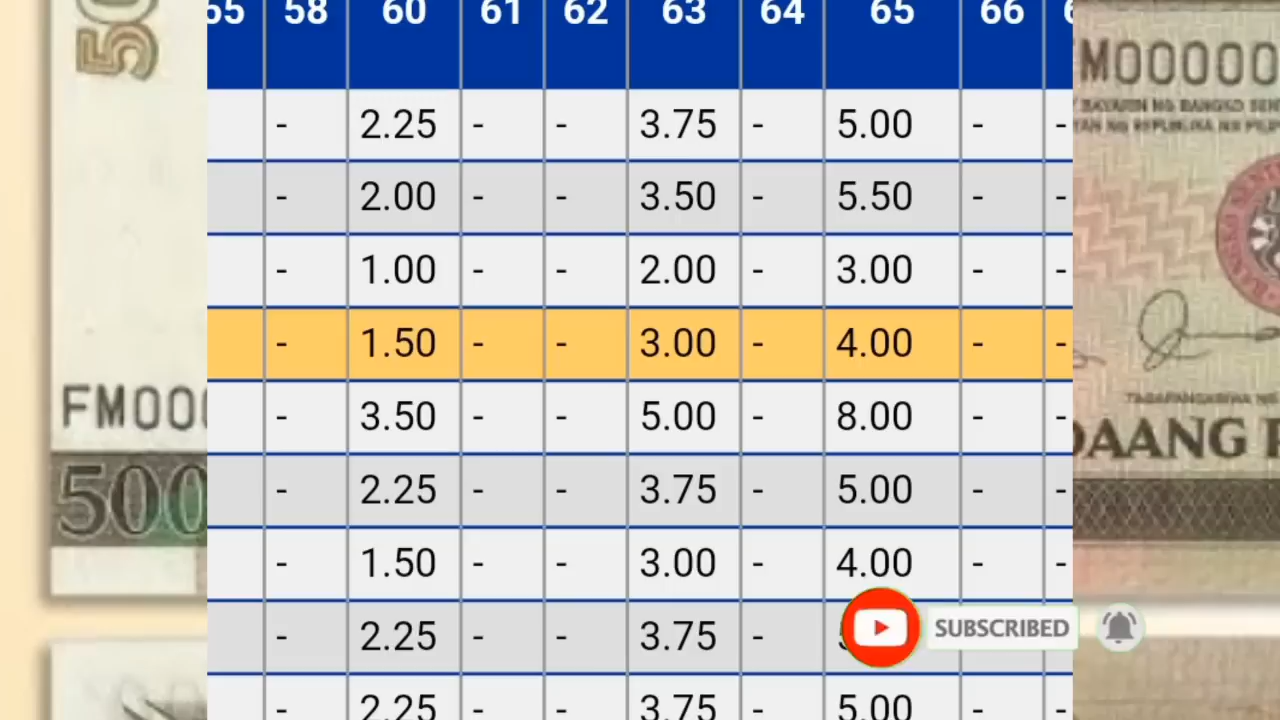 58 60 61 62 63 64 65 66
- 2.25 - - 3.75 - 5.00 - -
- 2.00 - - 3.50 - 5.50 - -
- 1.00 - - 2.00 - 3.00 - -
- 1.50 - - 3.00 - 4.00 - -
- 3.50 - - 5.00 - 8.00 - -
- 2.25 - - 3.75 - 5.00 - -
- 1.50 - - 3.00 - 4.00 - -
- 2.25 - - 3.75 -
- 2.25 - - 3.75 - 5.00 - -
SUBSCRIBED
50
FM000
500
M00000